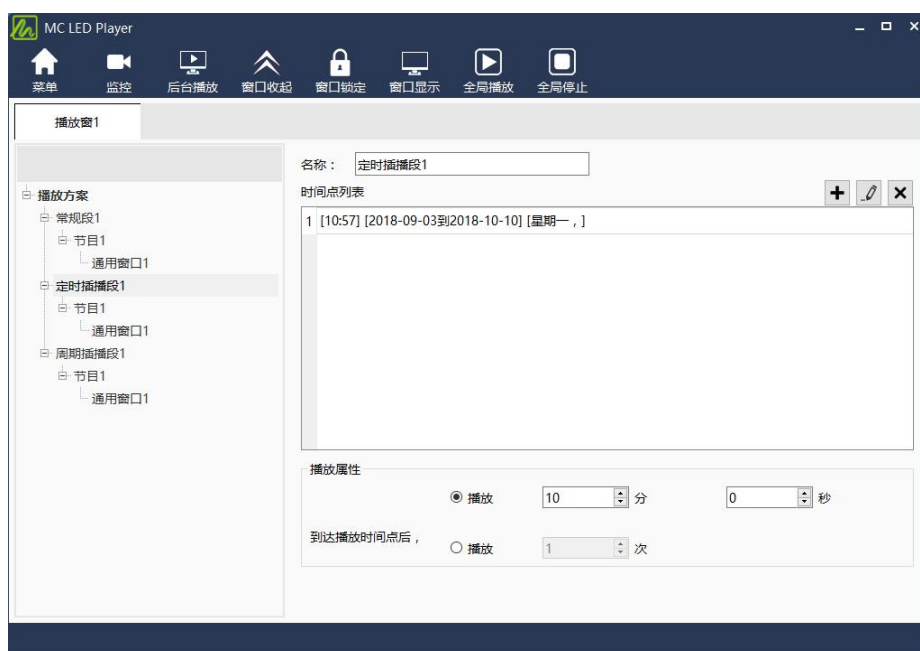 MC LED Player
菜单 监控 后台播放 窗口收起 窗口锁定 窗口显示 全局播放 全局停止
播放窗1
播放方案
常规段1
节目1
通用窗口1
定时插播段1
节目1
通用窗口1
周期插播段1
节目1
通用窗口1
名称： 定时插播段1
时间点列表
1 [10:57] [2018-09-03到2018-10-10] [星期一 , ]
播放属性
播放 10 分 0 秒
到达播放时间点后，
播放 1 次